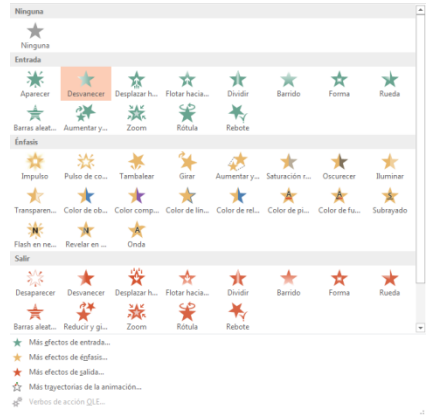 Ninguna
Ninguna
Entrada
Aparecer Desvanecer Desplazar h... Flotar hacia... Dividir Barrido Forma Rueda
Barras aleat... Aumentar y... Zoom Rótula Rebote
Énfasis
Impulso Pulso de co... Tambalear Girar Aumentar y... Saturación r... Oscurecer Iluminar
Transparen... Color de ob... Color comp... Color de lín... Color de rel... Color de pi... Color de fu... Subrayado
Flash en ne... Revelar en ... Onda
Salir
Desaparecer Desvanecer Desplazar h... Flotar hacia... Dividir Barrido Forma Rueda
Barras aleat... Reducir y gi... Zoom Rótula Rebote
Más efectos de entrada...
Más efectos de énfasis...
Más efectos de salida...
Más trayectorias de la animación...
Verbos de acción OLE...